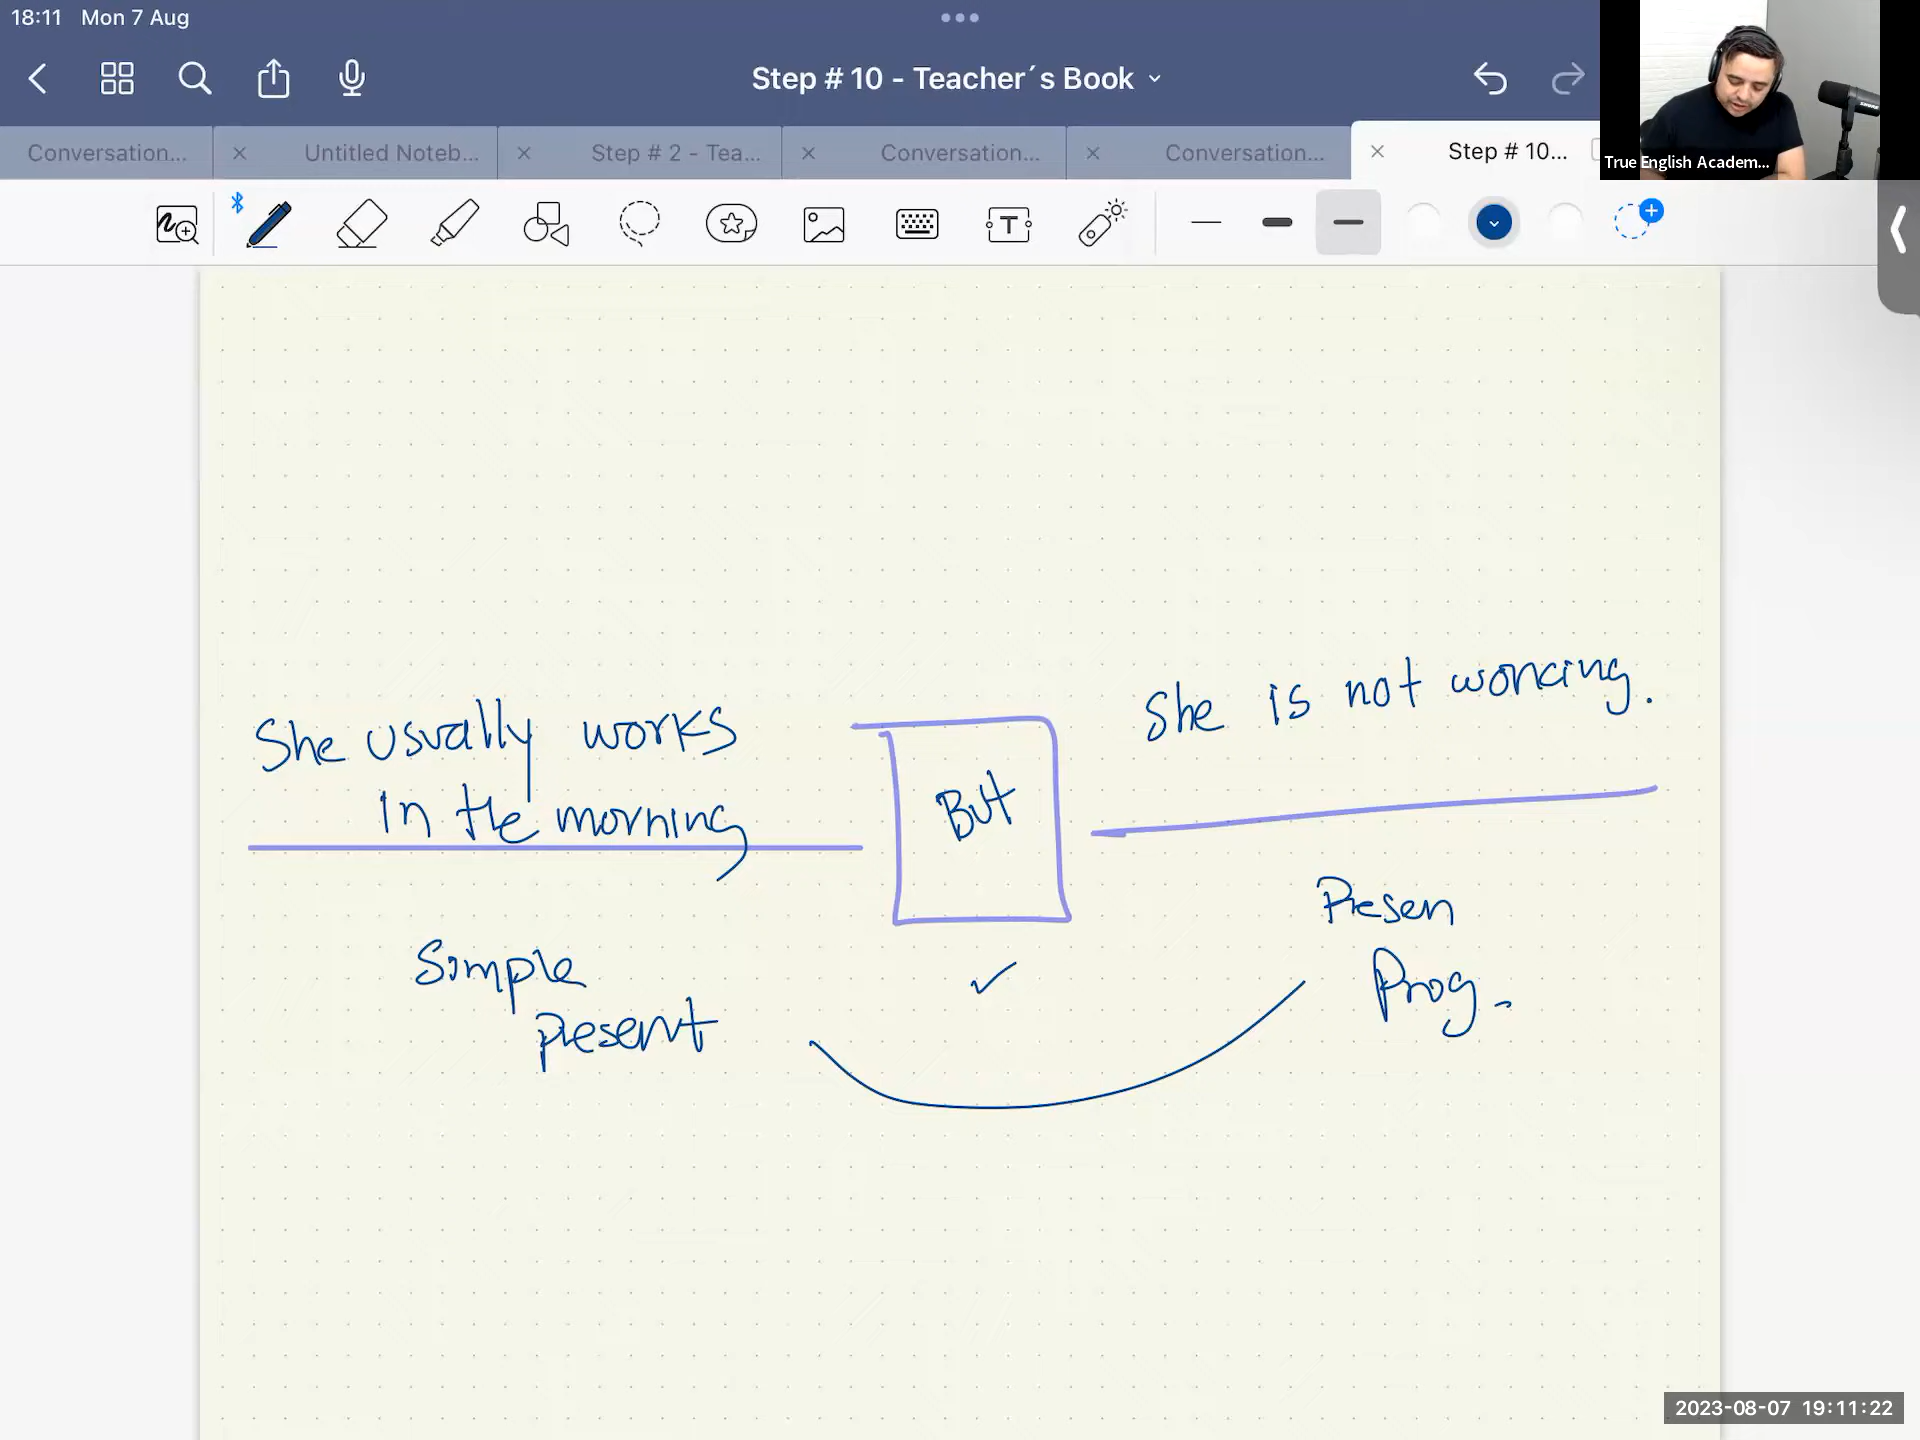 18:11 Mon 7 Aug
Step # 10 - Teacher´s Book
Conversation...
Untitled Noteb...
Step # 2 - Tea...
Conversation...
Conversation...
Step # 10...
True English Academ...
T
She is not working.
She usually works
in the morning
But
Presen
Prog.
Simple
present
2023-08-07 19:11:22